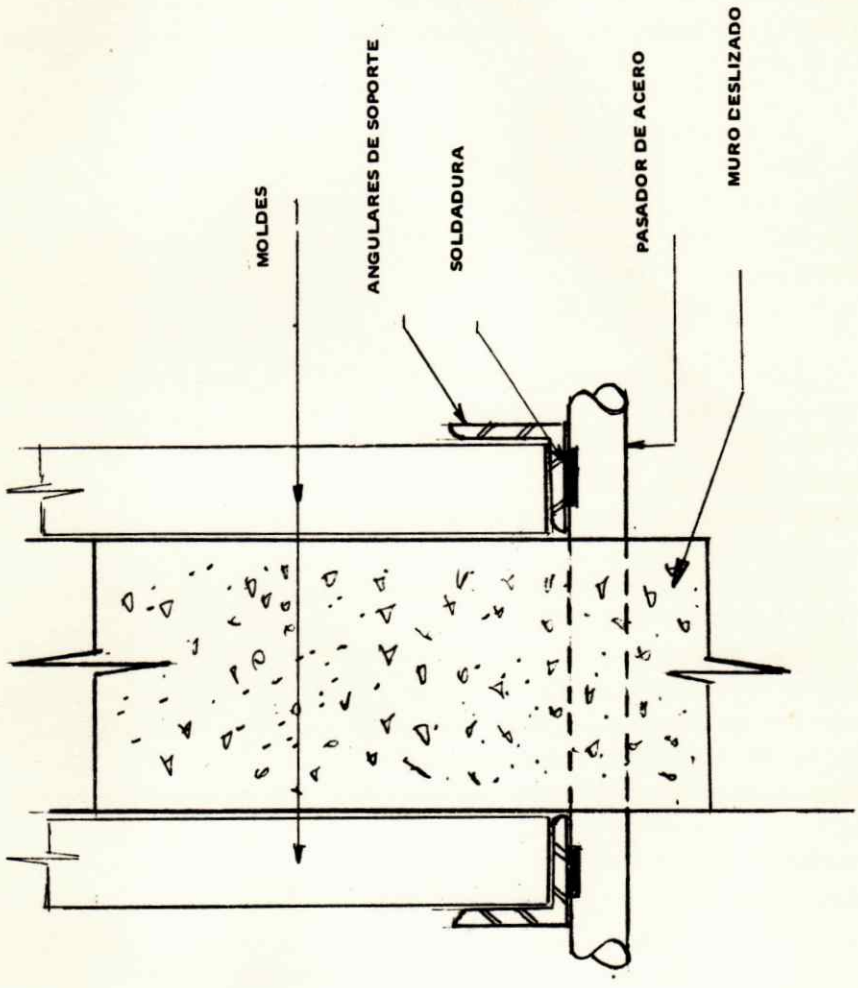 MOLDES
ANGULARES DE SOPORTE
SOLDADURA
PASADOR DE ACERO
MURO DESLIZADO